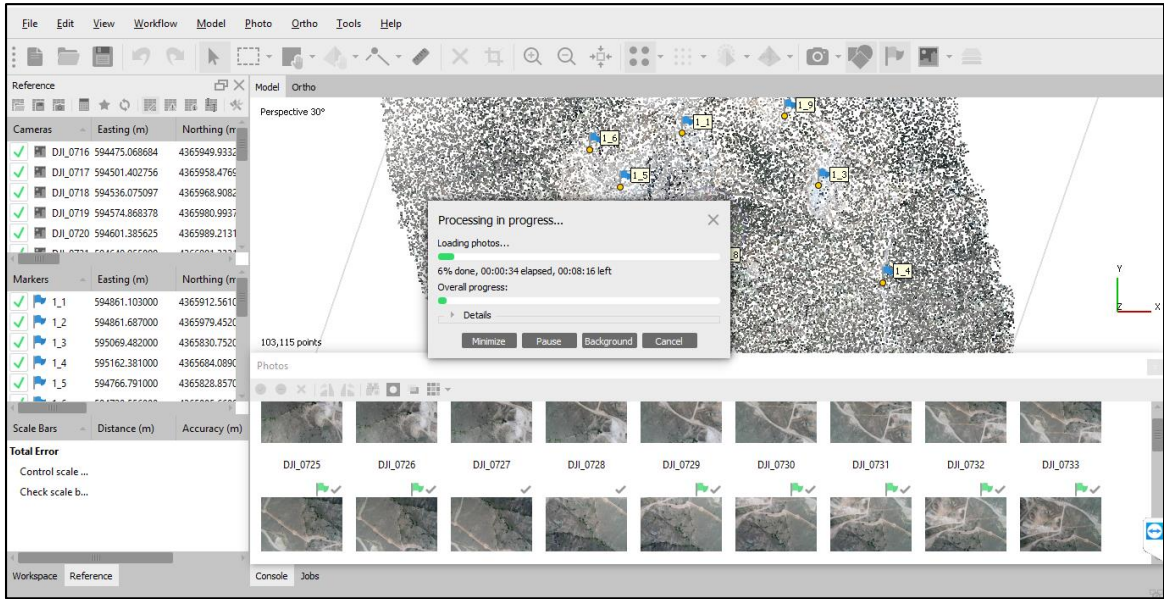 File Edit View Workflow Model Photo Ortho Tools Help
Reference
Model Ortho
Perspective 30°
Cameras Easting (m) Northing (m
DJI_0716 594475.068684 4365949.9332
DJI_0717 594501.402756 4365958.4769
DJI_0718 594536.075097 4365968.9082
DJI_0719 594574.868378 4365980.9937
DJI_0720 594601.385625 4365989.2131
Markers Easting (m) Northing (m
1_1 594861.103000 4365912.5610
1_2 594861.687000 4365979.4520
1_3 595069.482000 4365830.7520
1_4 595162.381000 4365684.0890
1_5 594766.791000 4365828.8570
Scale Bars Distance (m) Accuracy (m)
Total Error
Control scale ...
Check scale b...
Workspace Reference
1_9
1_1
1_6
1_5
1_3
8
1_4
Y
Z X
Processing in progress...
Loading photos...
6% done, 00:00:34 elapsed, 00:08:16 left
Overall progress:
Details
Minimize Pause Background Cancel
103,115 points
Photos
DJI_0725 DJI_0726 DJI_0727 DJI_0728 DJI_0729 DJI_0730 DJI_0731 DJI_0732 DJI_0733
Console Jobs